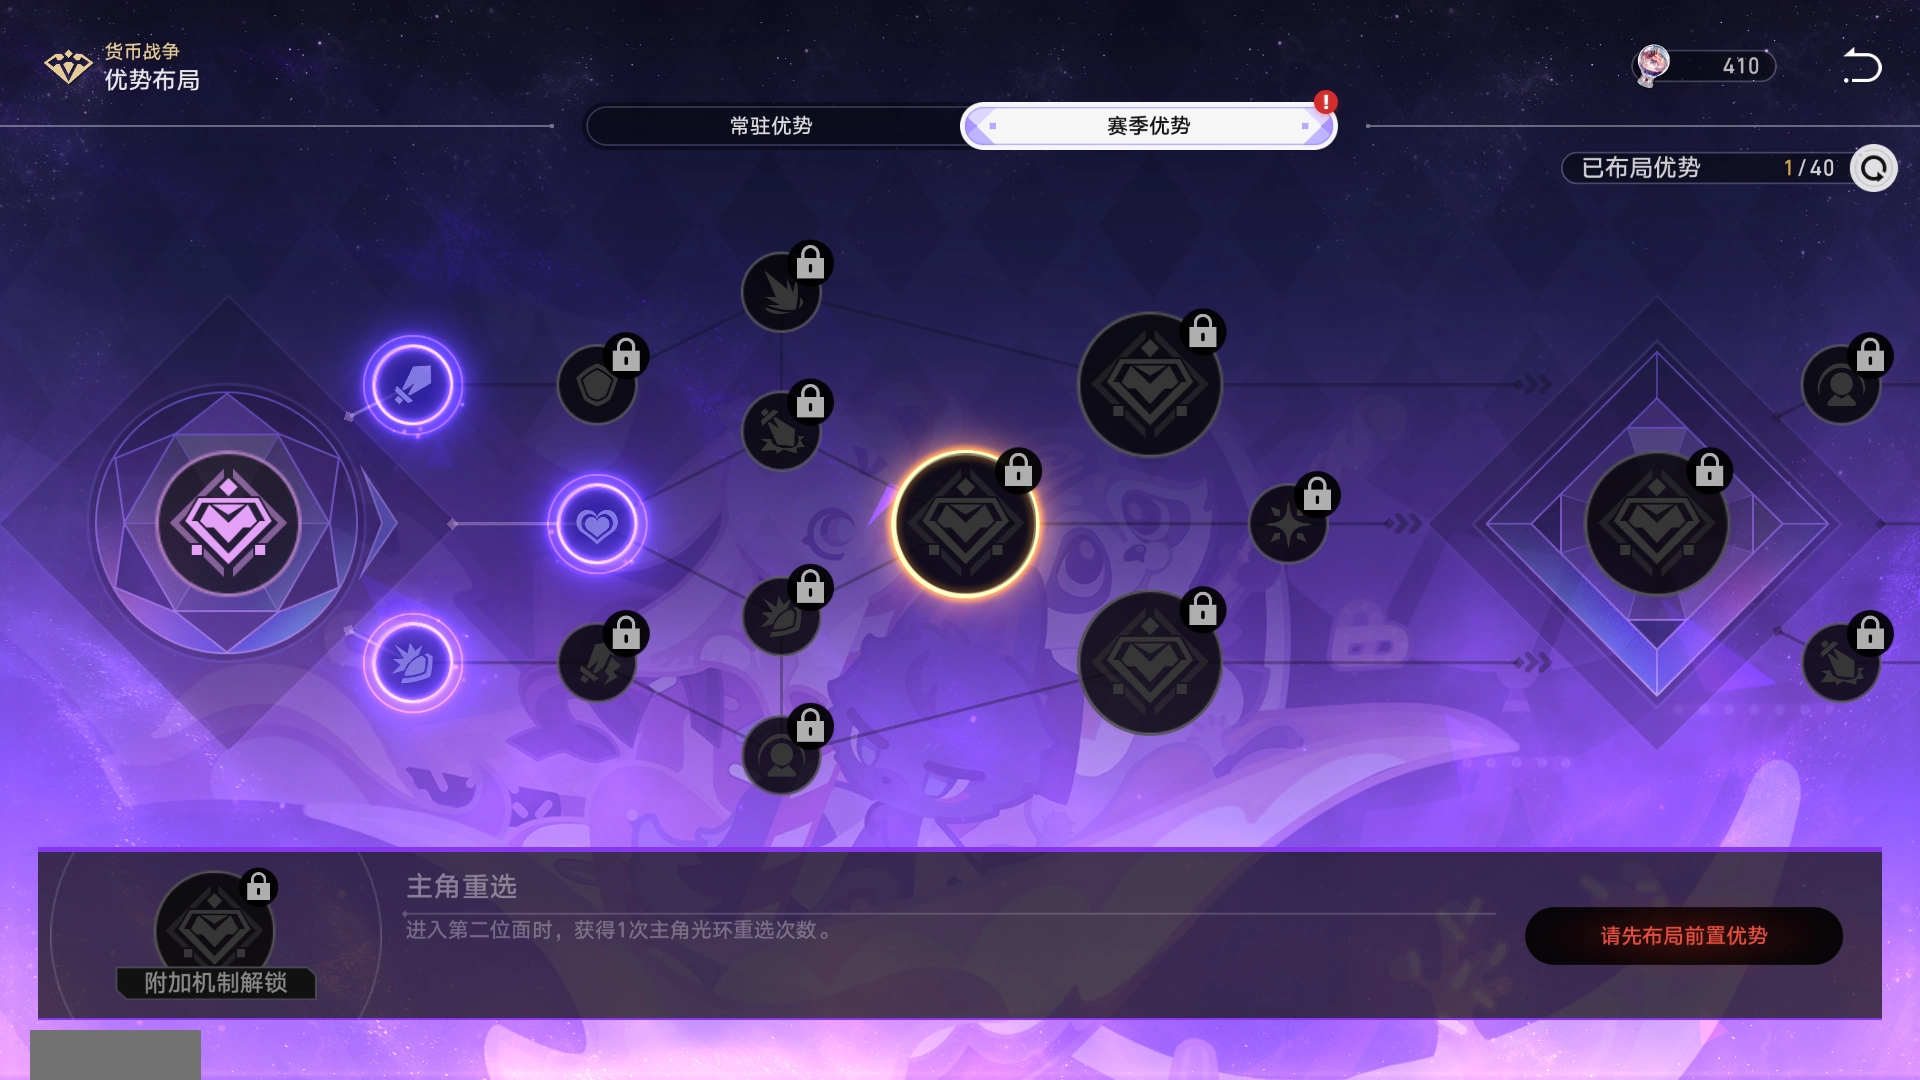 货币战争
优势布局
410
常驻优势
赛季优势
!
已布局优势 1/40
主角重选
进入第二位面时，获得1次主角光环重选次数。
附加机制解锁
请先布局前置优势